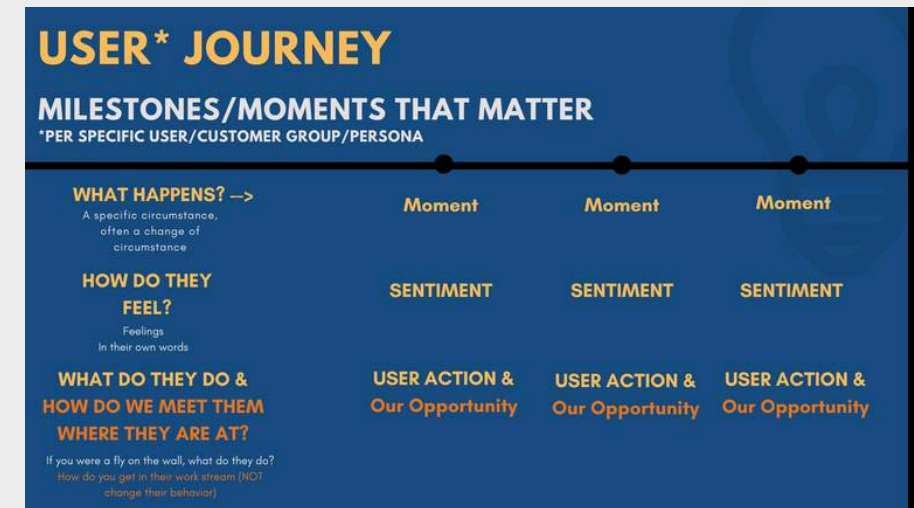 USER* JOURNEY
MILESTONES/MOMENTS THAT MATTER
*PER SPECIFIC USER/CUSTOMER GROUP/PERSONA
WHAT HAPPENS? —>
A specific circumstance,
often a change of
circumstance
Moment
Moment
Moment
HOW DO THEY
FEEL?
Feelings
In their own words
SENTIMENT
SENTIMENT
SENTIMENT
WHAT DO THEY DO &
HOW DO WE MEET THEM
WHERE THEY ARE AT?
If you were a fly on the wall, what do they do?
How do you get in their work stream (NOT
change their behavior)
USER ACTION &
Our Opportunity
USER ACTION &
Our Opportunity
USER ACTION &
Our Opportunity